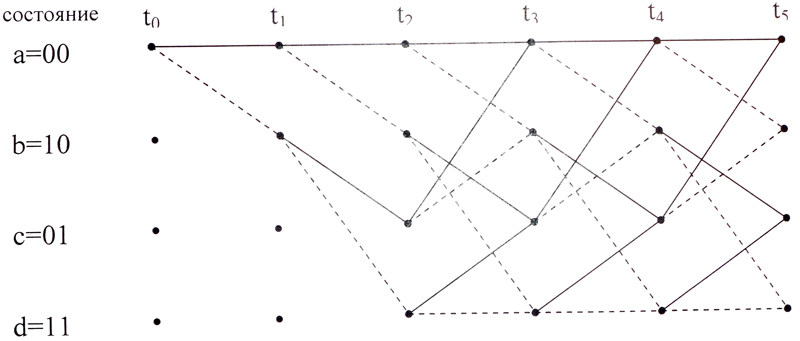 состояние t₀ t₁ t₂ t₃ t₄ t₅
a=00
b=10
c=01
d=11